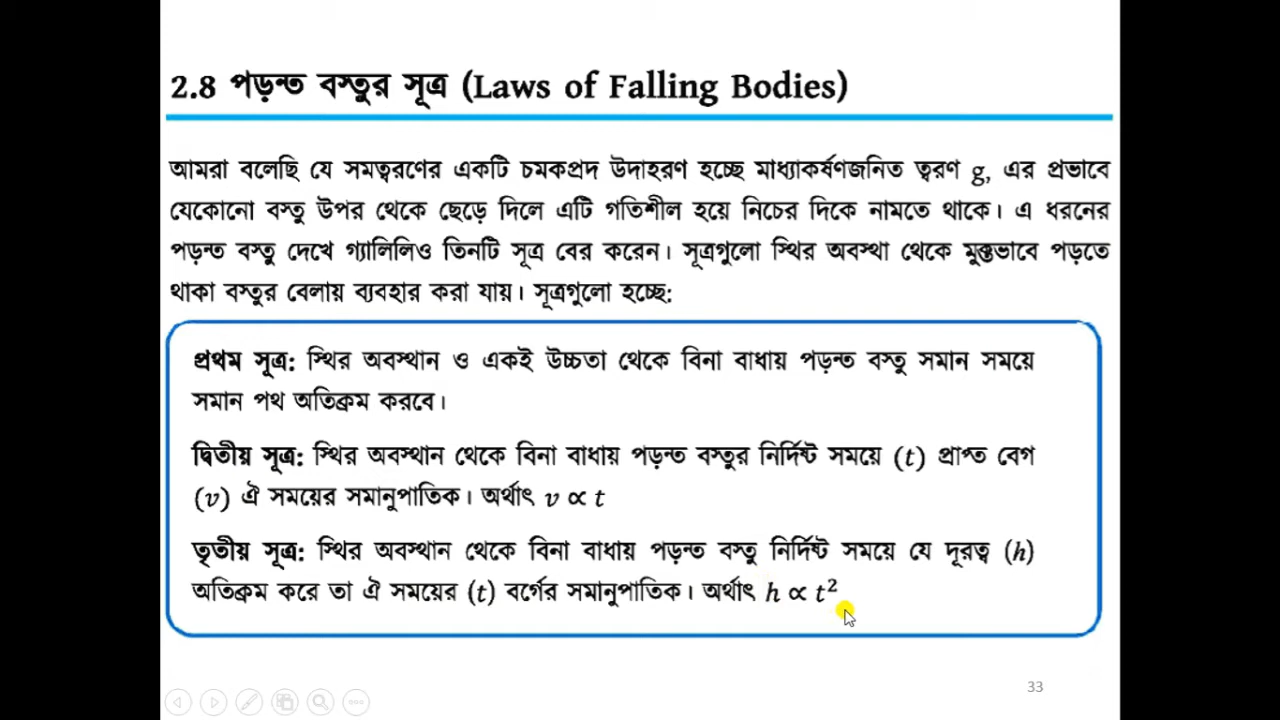 2.8 পড়ন্ত বস্তুর সূত্র (Laws of Falling Bodies)
আমরা বলেছি যে সমত্বরণের একটি চমকপ্রদ উদাহরণ হচ্ছে মাধ্যাকর্ষণজনিত ত্বরণ g, এর প্রভাবে
যেকোনো বস্তু উপর থেকে ছেড়ে দিলে এটি গতিশীল হয়ে নিচের দিকে নামতে থাকে। এ ধরনের
পড়ন্ত বস্তু দেখে গ্যালিলিও তিনটি সূত্র বের করেন। সূত্রগুলো স্থির অবস্থা থেকে মুক্তভাবে পড়তে
থাকা বস্তুর বেলায় ব্যবহার করা যায়। সূত্রগুলো হচ্ছে:
প্রথম সূত্র: স্থির অবস্থান ও একই উচ্চতা থেকে বিনা বাধায় পড়ন্ত বস্তু সমান সময়ে
সমান পথ অতিক্রম করবে।
দ্বিতীয় সূত্র: স্থির অবস্থান থেকে বিনা বাধায় পড়ন্ত বস্তুর নির্দিষ্ট সময়ে (t) প্রাপ্ত বেগ
(v) ঐ সময়ের সমানুপাতিক। অর্থাৎ v ∝ t
তৃতীয় সূত্র: স্থির অবস্থান থেকে বিনা বাধায় পড়ন্ত বস্তু নির্দিষ্ট সময়ে যে দূরত্ব (h)
অতিক্রম করে তা ঐ সময়ের (t) বর্গের সমানুপাতিক। অর্থাৎ h ∝ t²
33